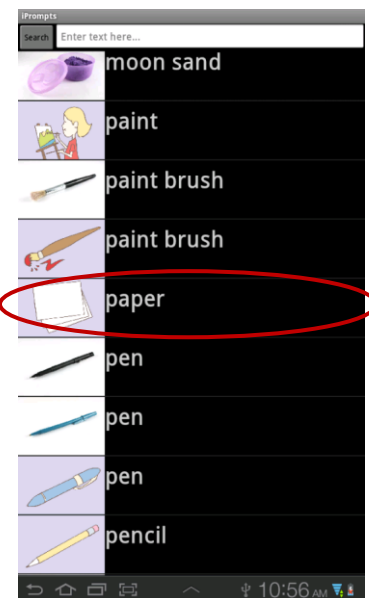 iPrompts
Search Enter text here...
moon sand
paint
paint brush
paint brush
paper
pen
pen
pen
pencil
10:56 AM